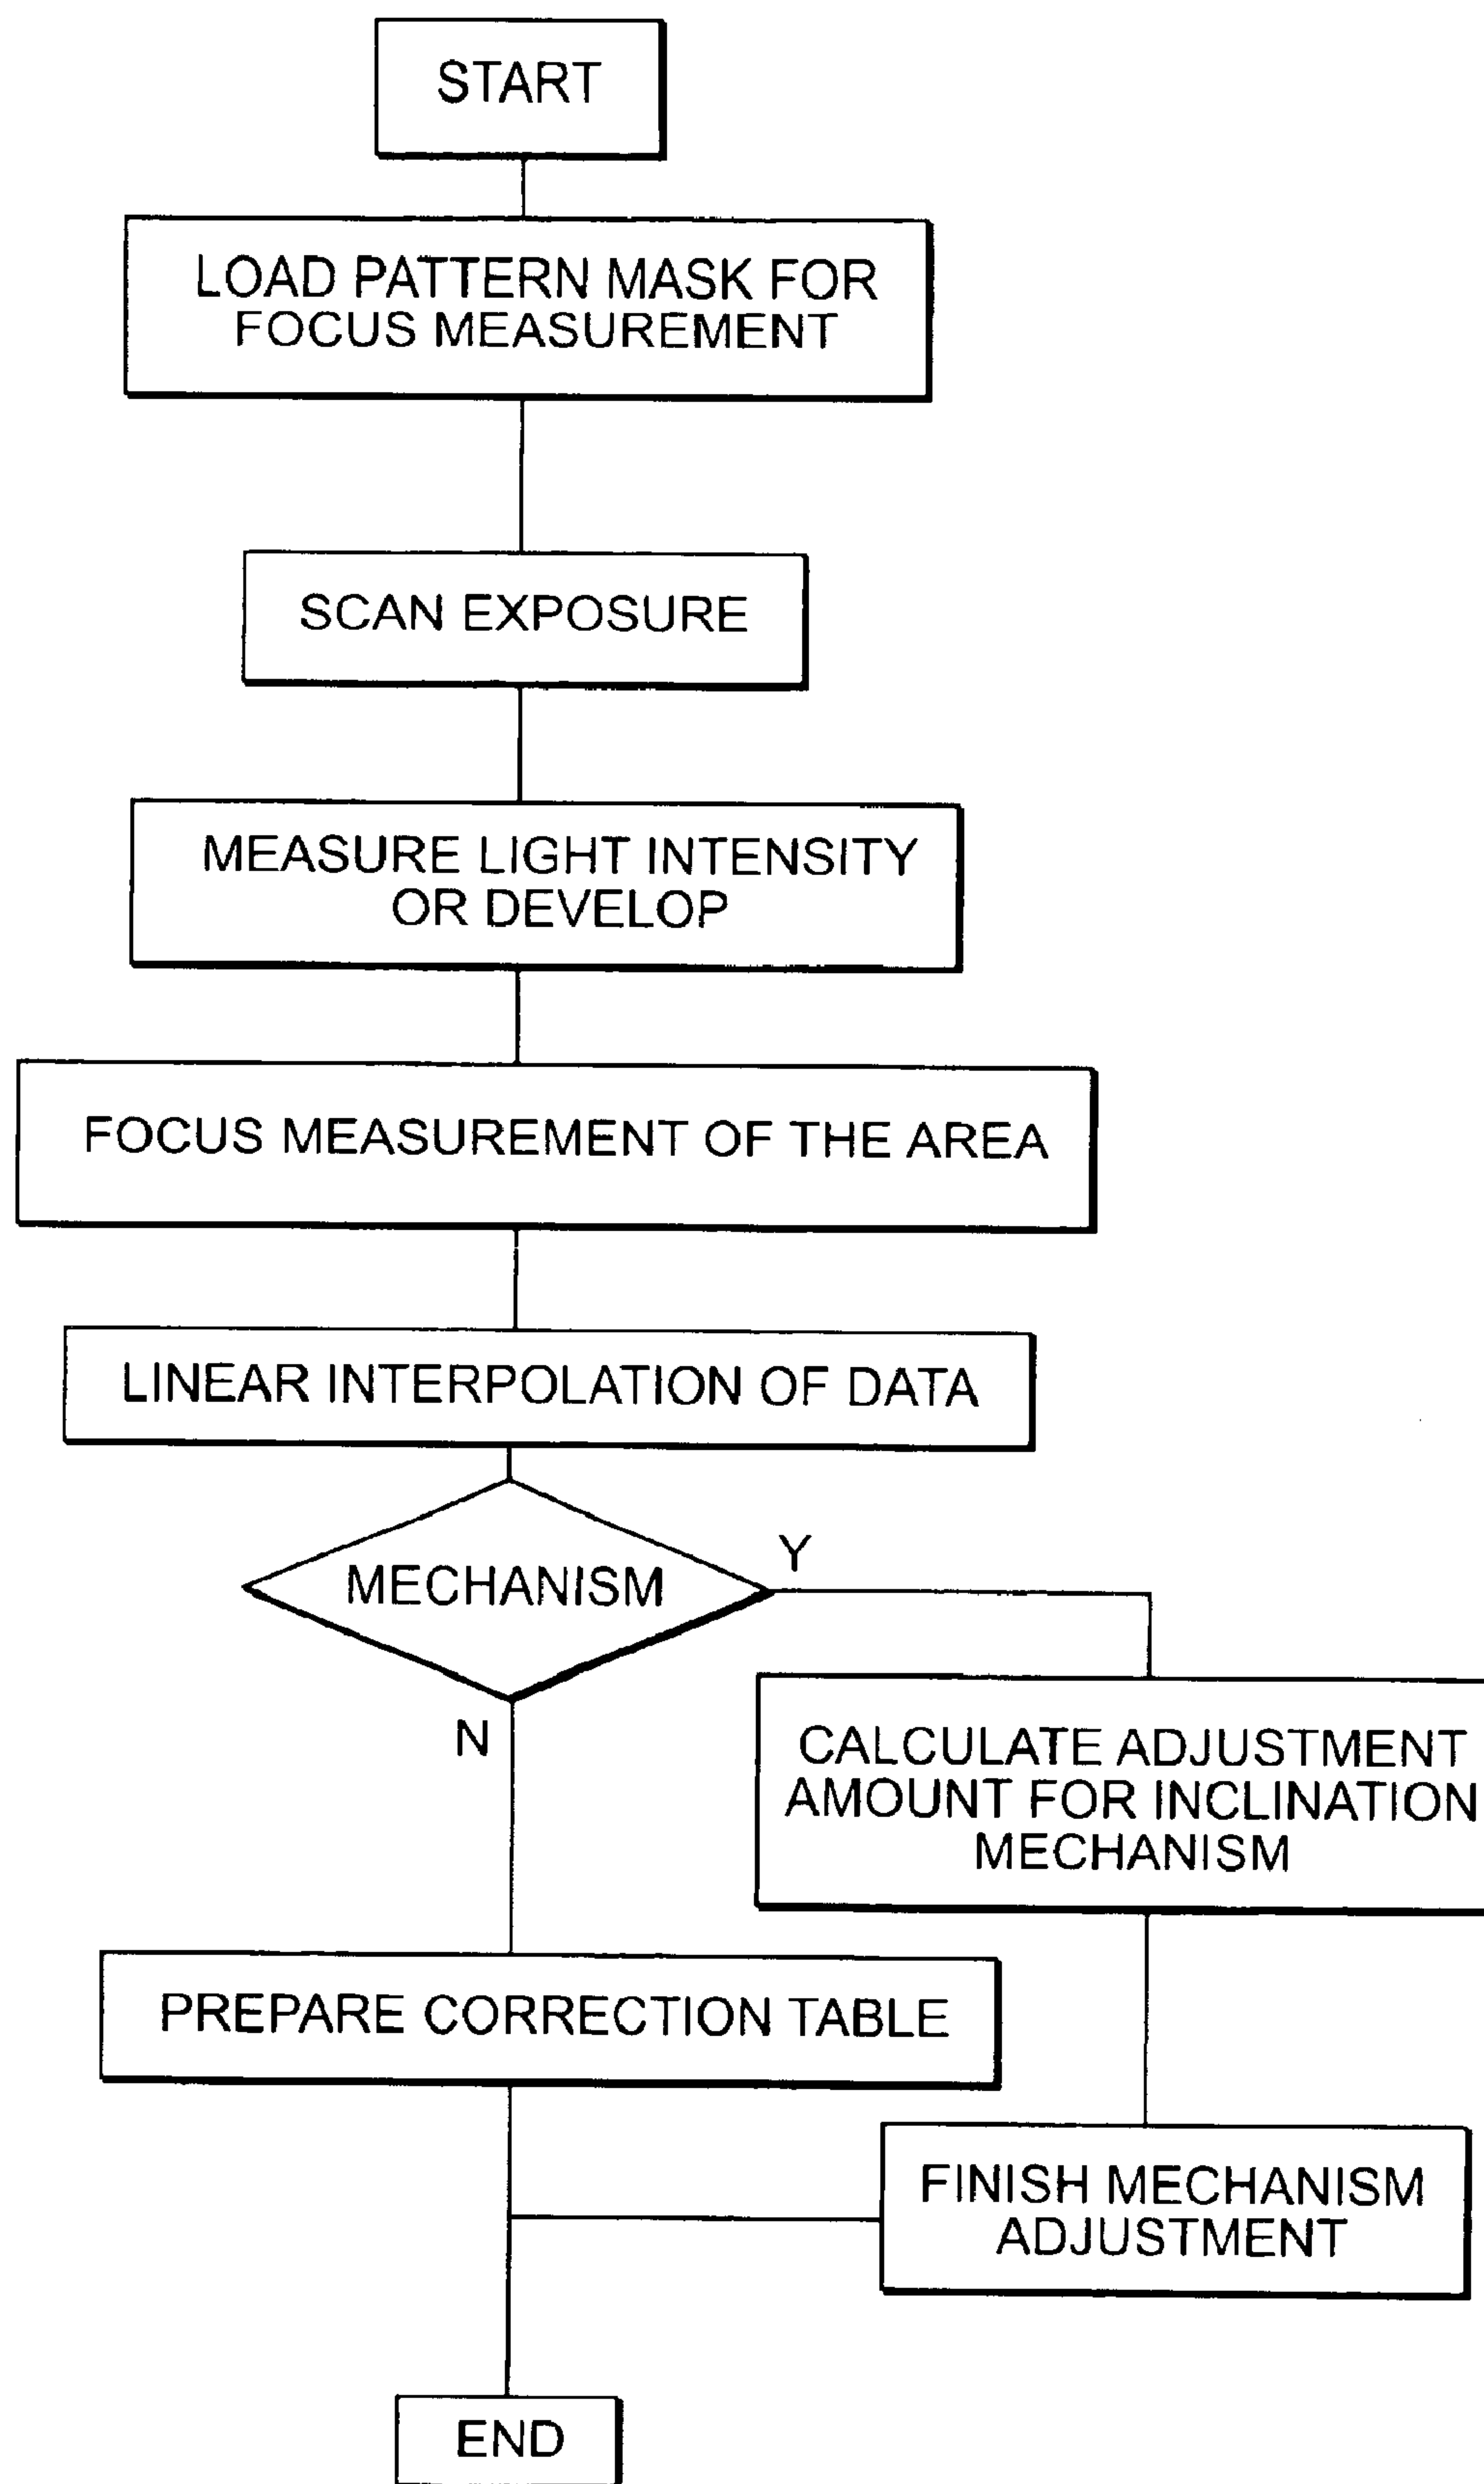 START
LOAD PATTERN MASK FOR
FOCUS MEASUREMENT
SCAN EXPOSURE
MEASURE LIGHT INTENSITY
OR DEVELOP
FOCUS MEASUREMENT OF THE AREA
LINEAR INTERPOLATION OF DATA
MECHANISM
Y
N
CALCULATE ADJUSTMENT
AMOUNT FOR INCLINATION
MECHANISM
PREPARE CORRECTION TABLE
FINISH MECHANISM
ADJUSTMENT
END